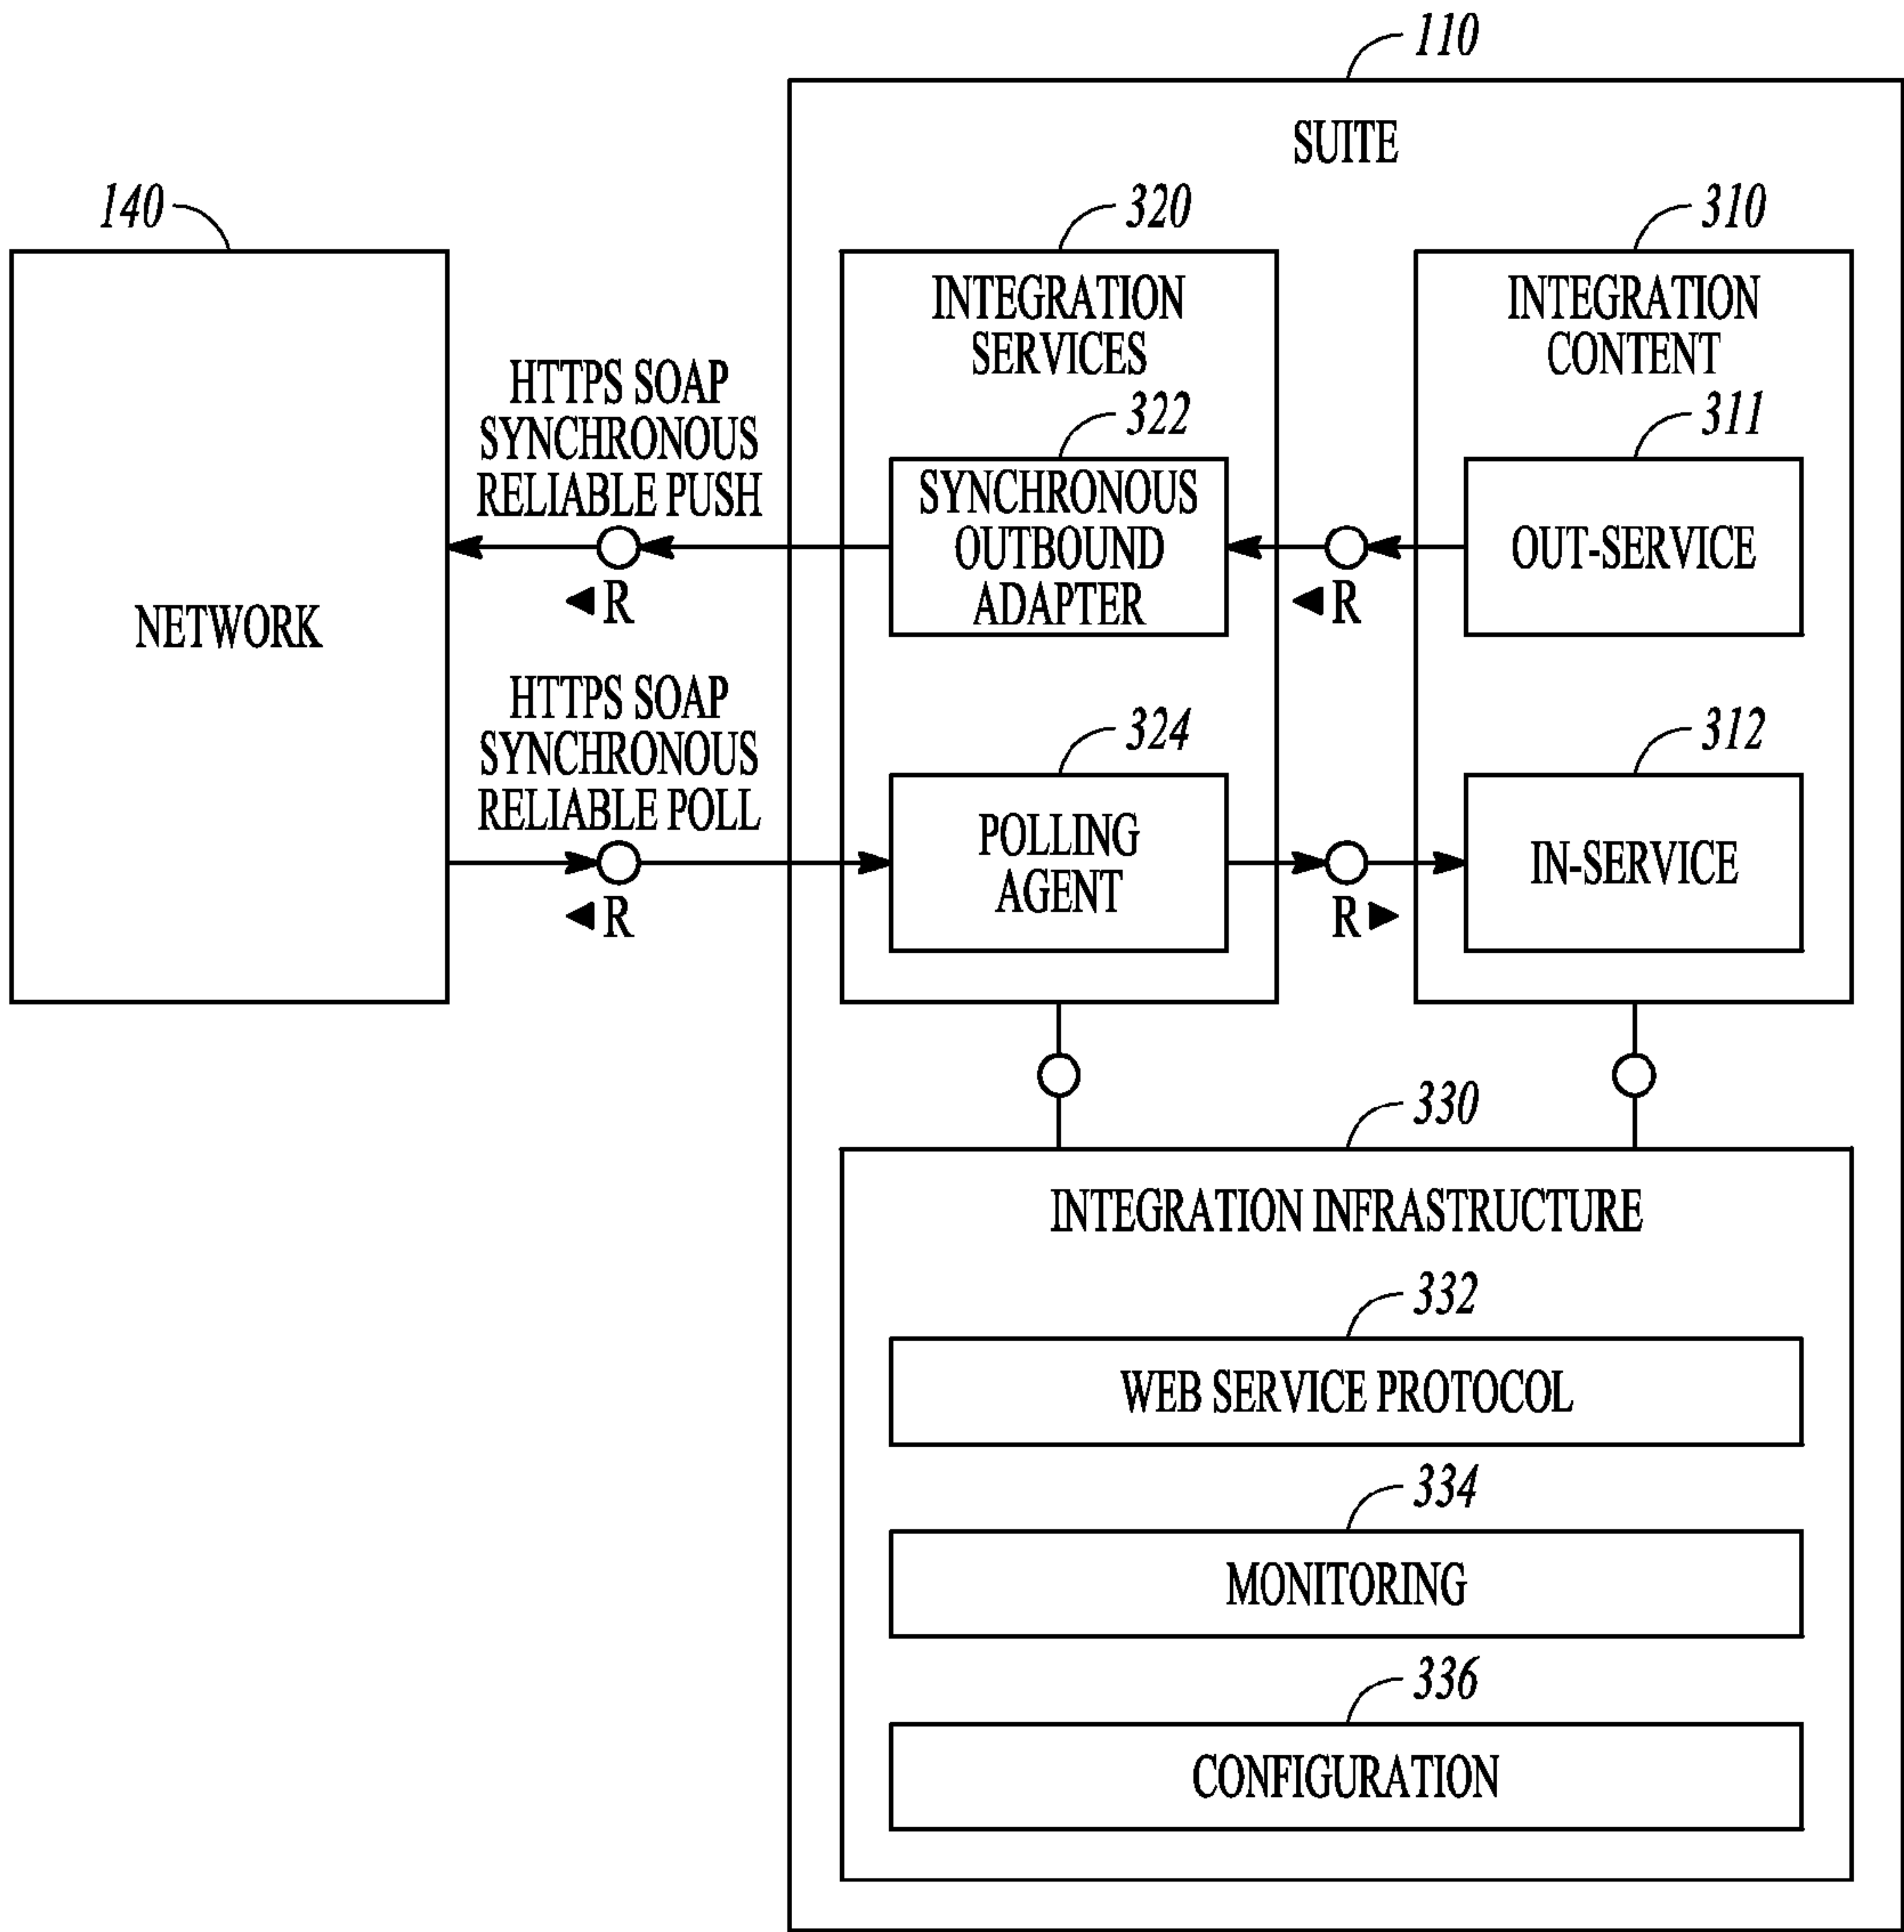 110
SUITE
140
320
310
INTEGRATION
SERVICES
INTEGRATION
CONTENT
HTTPS SOAP
SYNCHRONOUS
RELIABLE PUSH
322
311
SYNCHRONOUS
OUTBOUND
ADAPTER
OUT-SERVICE
◄R
◄R
NETWORK
HTTPS SOAP
SYNCHRONOUS
RELIABLE POLL
324
312
POLLING
AGENT
IN-SERVICE
◄R
R►
330
INTEGRATION INFRASTRUCTURE
332
WEB SERVICE PROTOCOL
334
MONITORING
336
CONFIGURATION